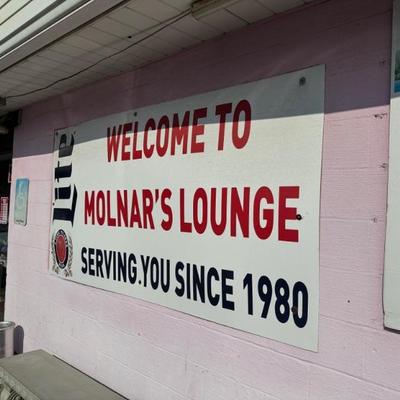 WELCOME TO
Lite
MOLNAR'S LOUNGE
SERVING.YOU SINCE 1980